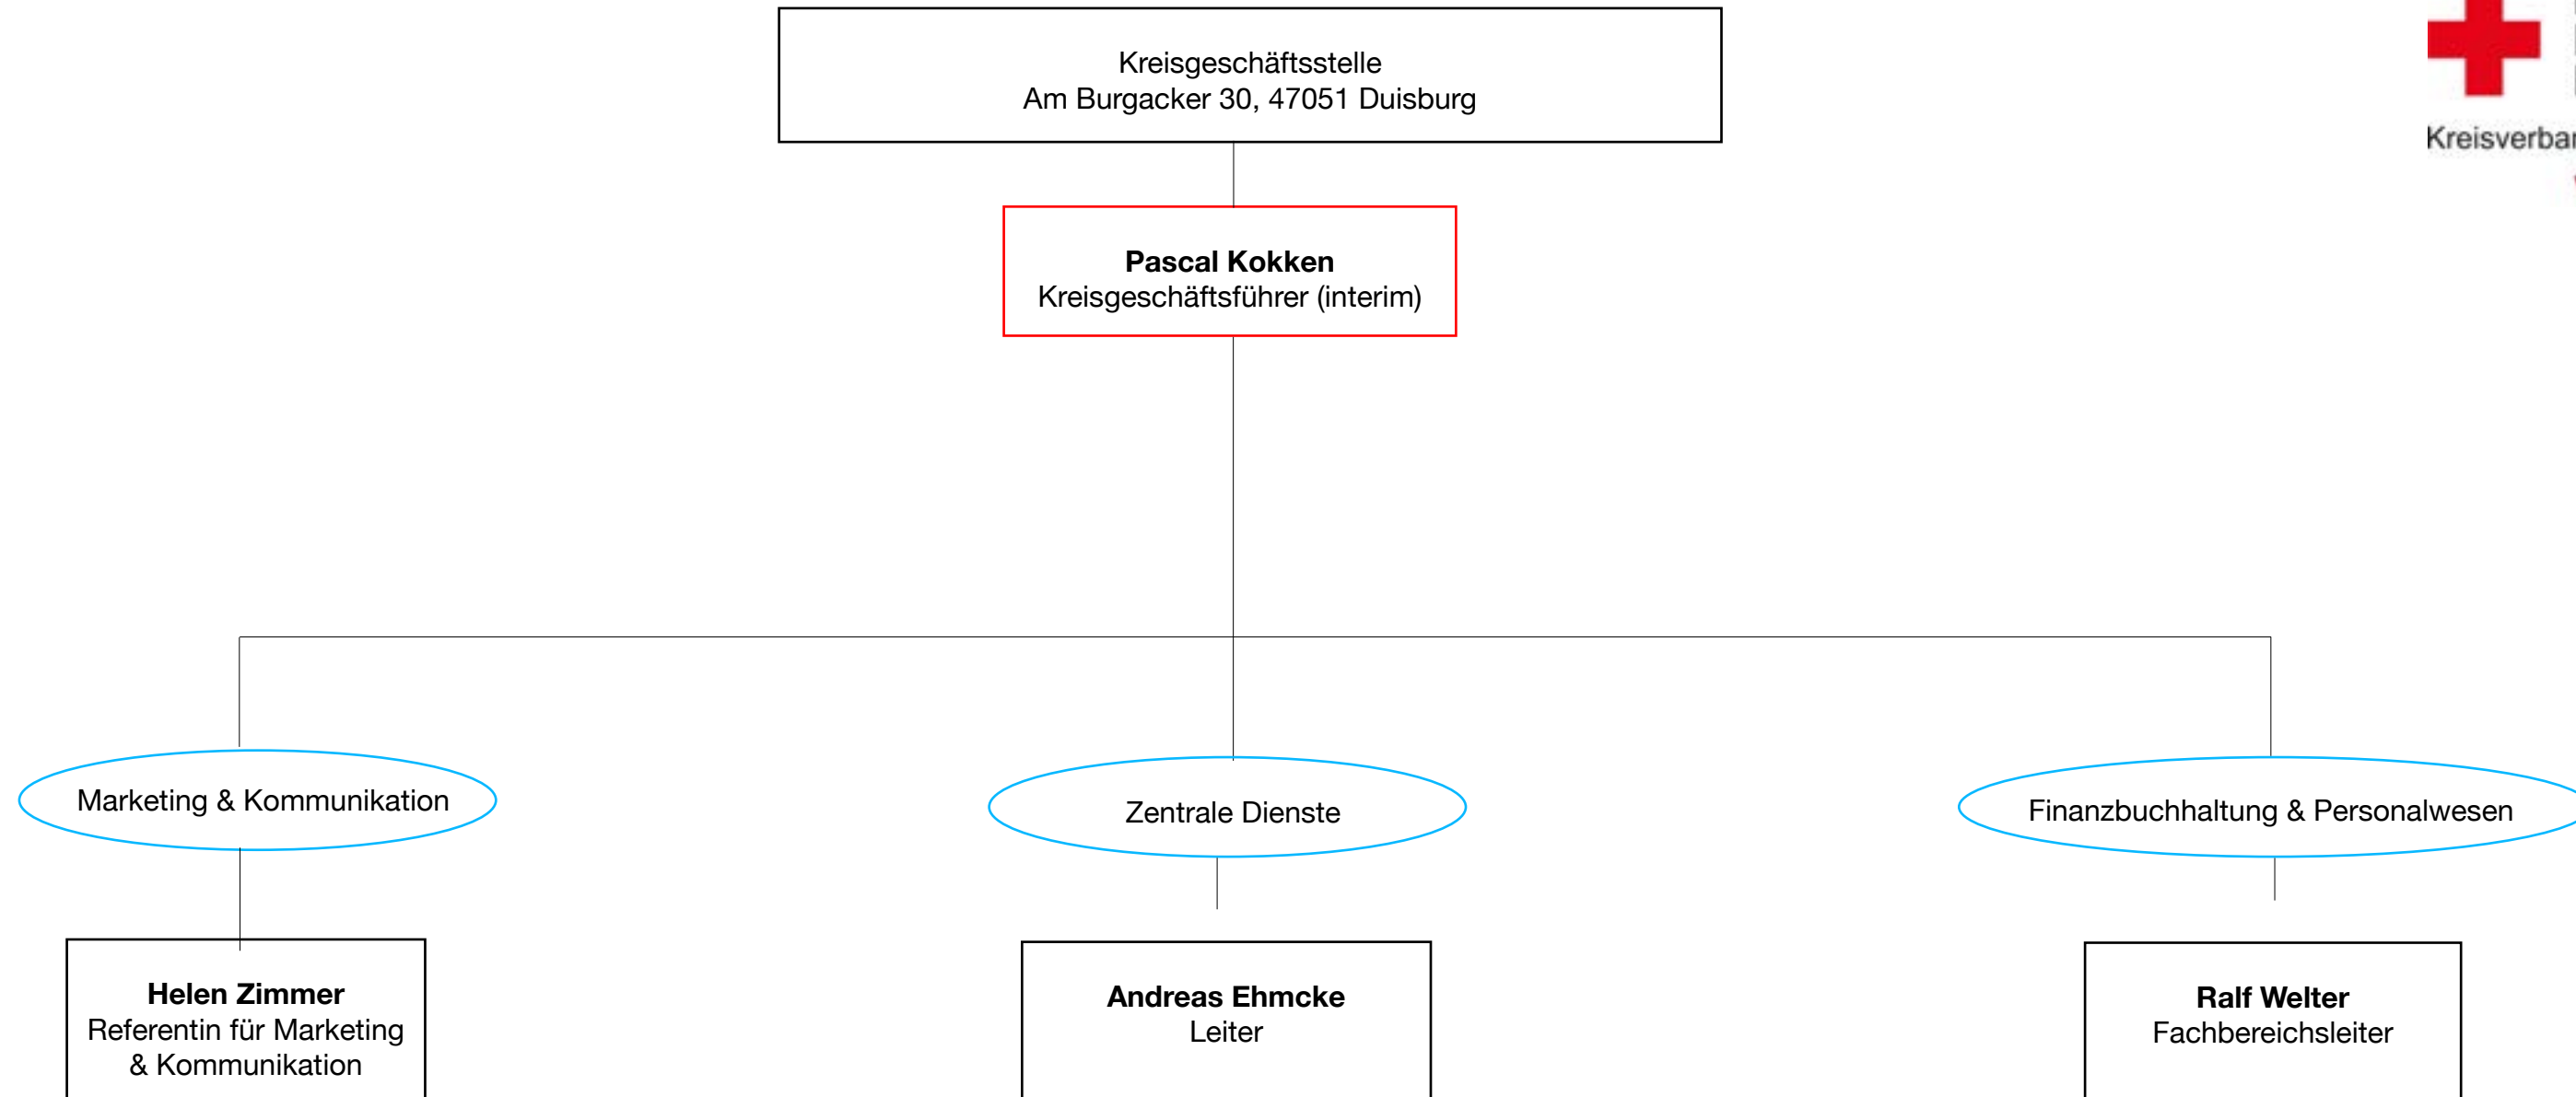 Kreisgeschäftsstelle
Am Burgacker 30, 47051 Duisburg
Pascal Kokken
Kreisgeschäftsführer (interim)
Marketing & Kommunikation
Zentrale Dienste
Finanzbuchhaltung & Personalwesen
Helen Zimmer
Referentin für Marketing
& Kommunikation
Andreas Ehmcke
Leiter
Ralf Welter
Fachbereichsleiter